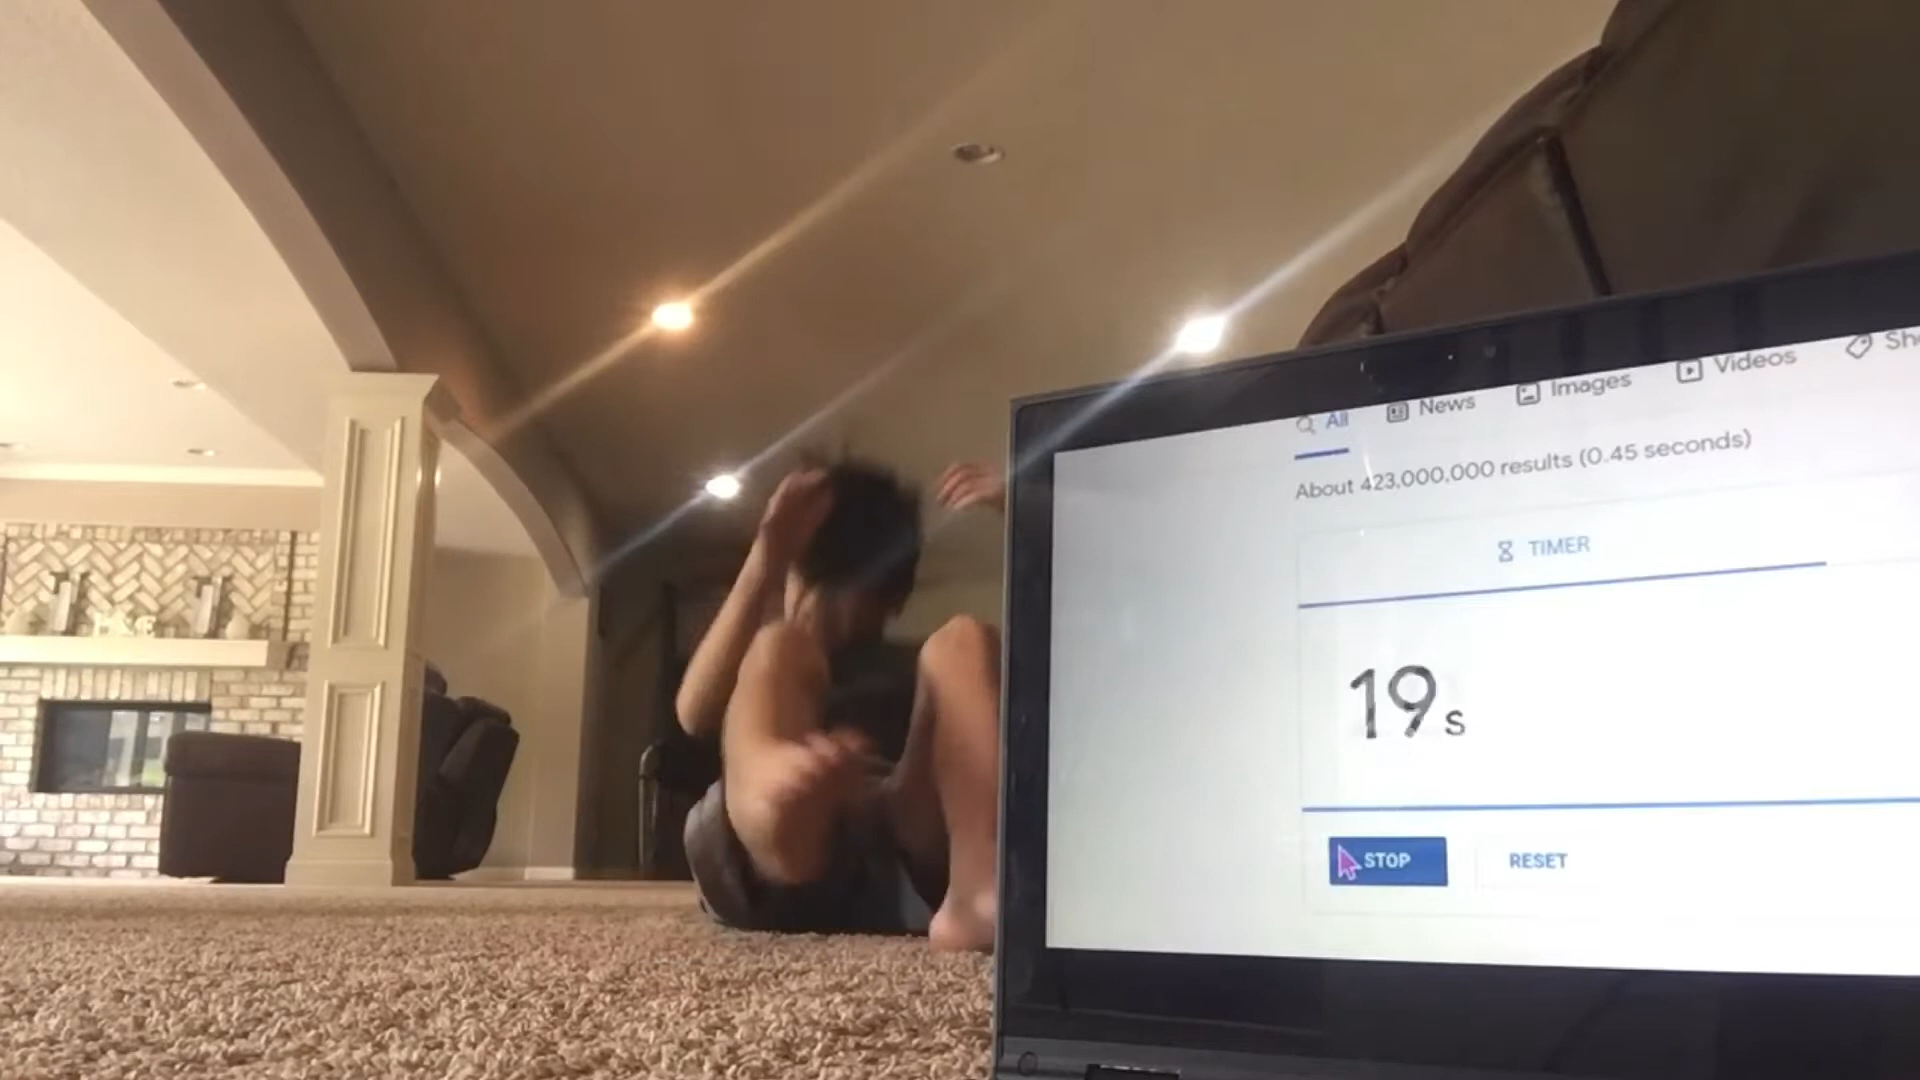 All News Images Videos
About 423,000,000 results (0.45 seconds)
TIMER
19s
STOP RESET